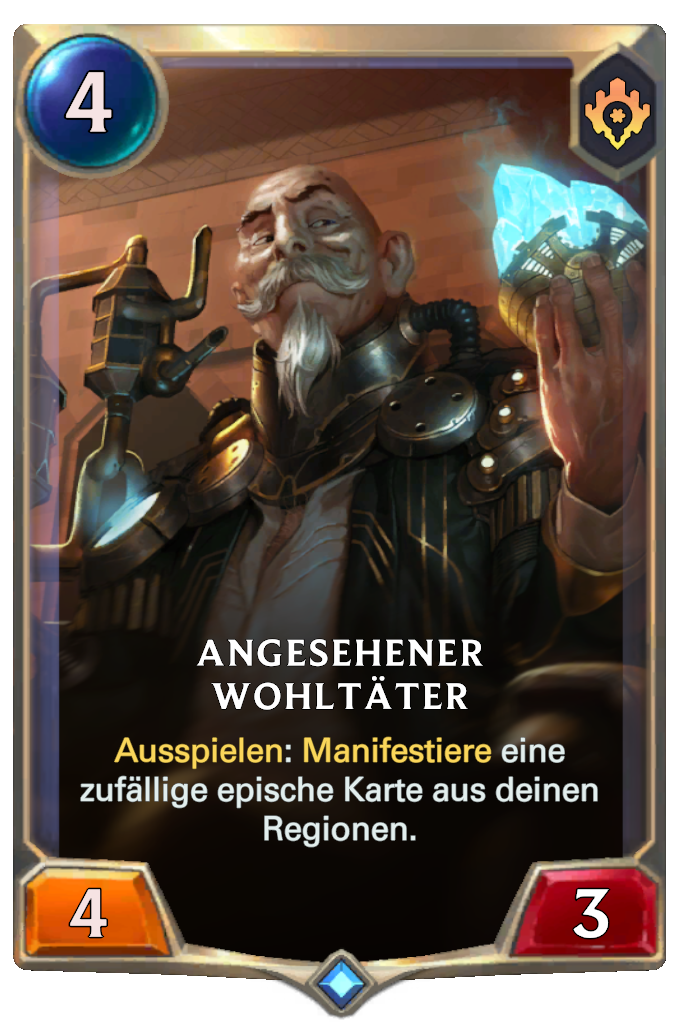 4
ANGESEHENER
WOHLTÄTER
Ausspielen: Manifestiere eine
zufällige epische Karte aus deinen
Regionen.
4
3